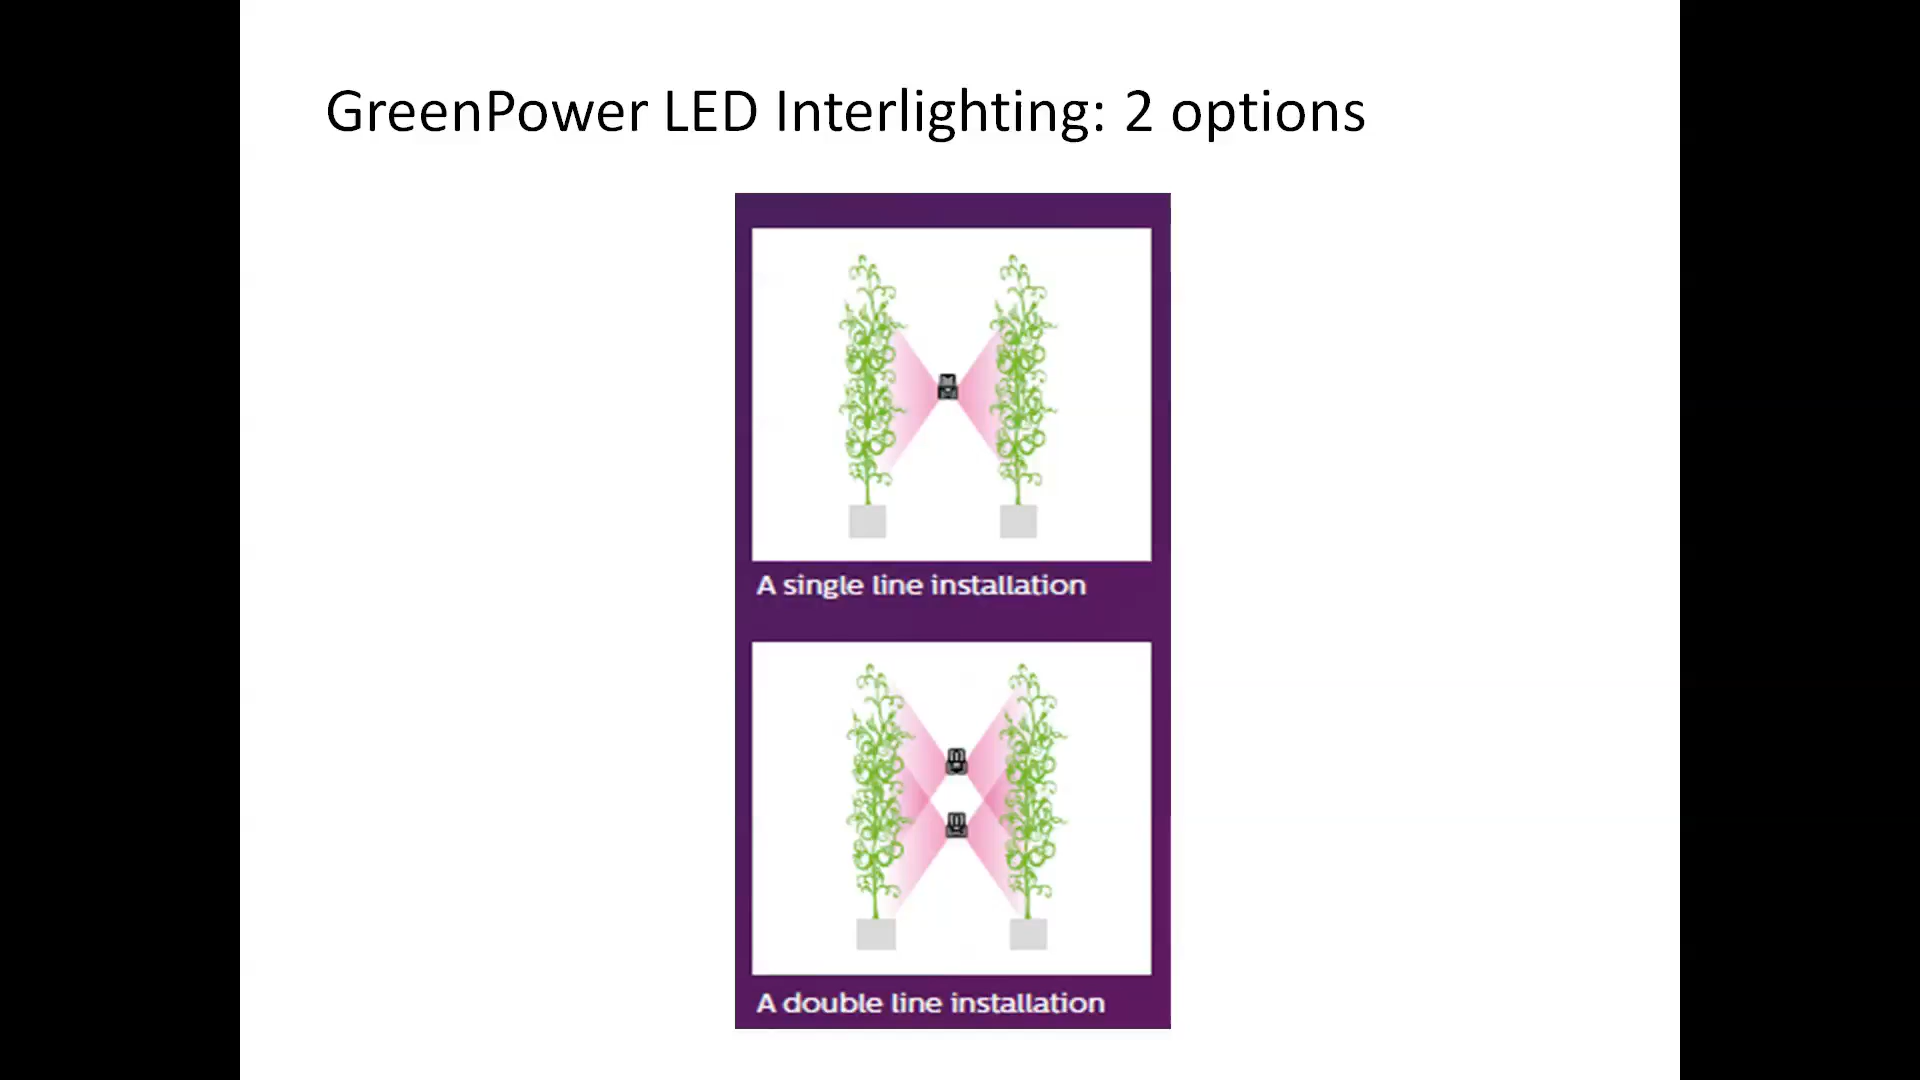 GreenPower LED Interlighting: 2 options
A single line installation
A double line installation